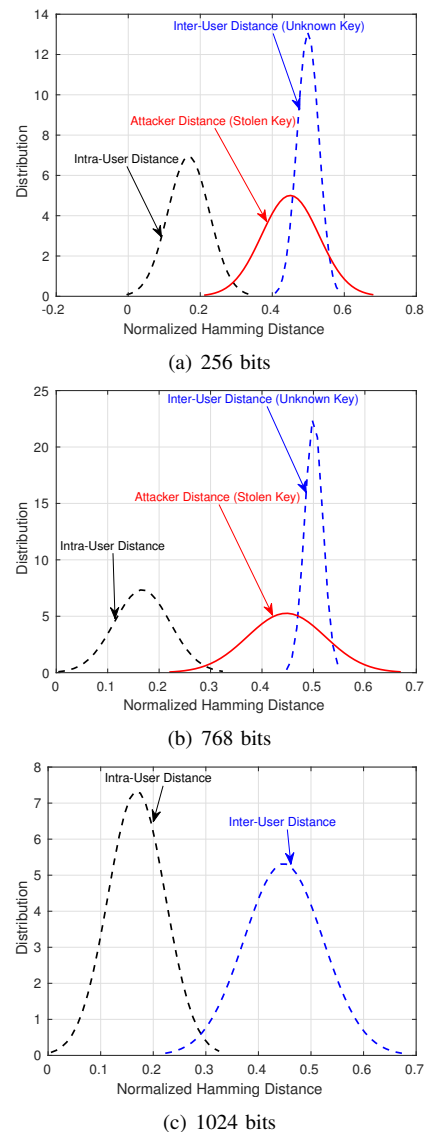 14
12
10
8
6
4
2
0
Distribution
Inter-User Distance (Unknown Key)
Attacker Distance (Stolen Key)
Intra-User Distance
-0.2 0 0.2 0.4 0.6 0.8
Normalized Hamming Distance
(a) 256 bits
25
20
15
10
5
0
Distribution
Inter-User Distance (Unknown Key)
Attacker Distance (Stolen Key)
Intra-User Distance
0 0.1 0.2 0.3 0.4 0.5 0.6 0.7
Normalized Hamming Distance
(b) 768 bits
8
7
6
5
4
3
2
1
0
Distribution
Intra-User Distance
Inter-User Distance
0 0.1 0.2 0.3 0.4 0.5 0.6 0.7
Normalized Hamming Distance
(c) 1024 bits